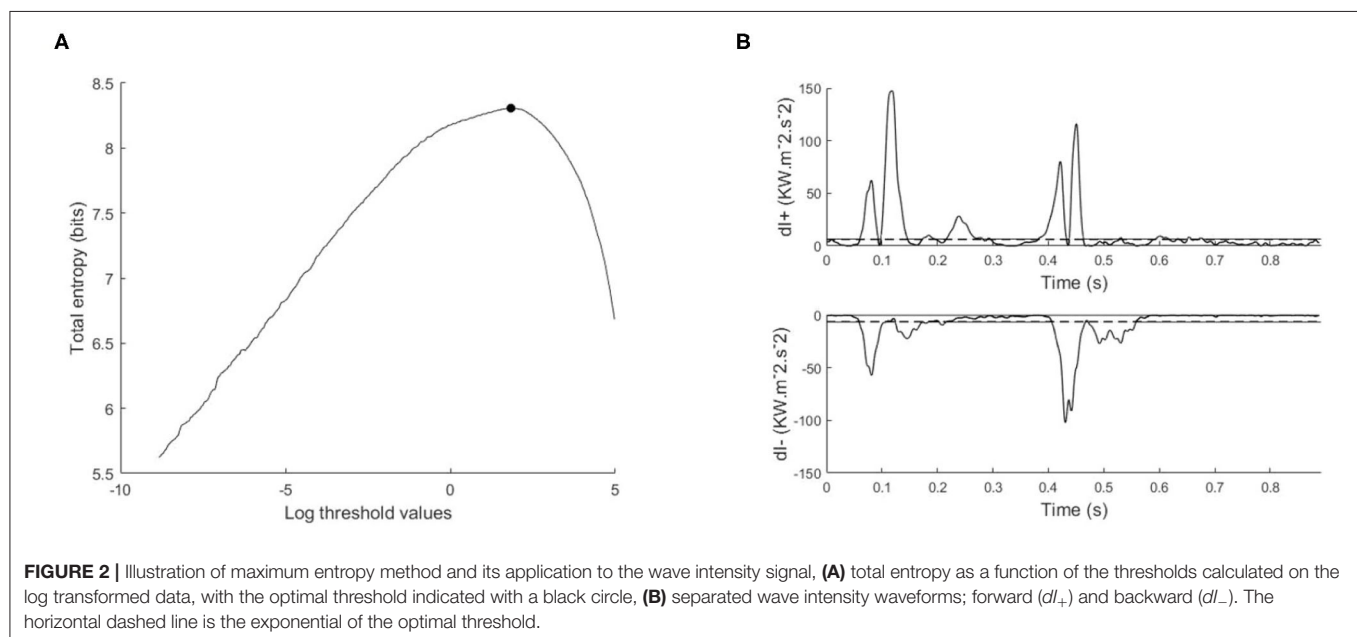 A
8.5
8
7.5
7
6.5
6
5.5
Total entropy (bits)
-10 -5 0 5
Log threshold values
B
150
100
50
0
dI+ (KW.m-2.s-2)
0 0.1 0.2 0.3 0.4 0.5 0.6 0.7 0.8
Time (s)
0
-50
-100
-150
dI- (KW.m-2.s-2)
0 0.1 0.2 0.3 0.4 0.5 0.6 0.7 0.8
Time (s)
FIGURE 2 | Illustration of maximum entropy method and its application to the wave intensity signal, (A) total entropy as a function of the thresholds calculated on the
log transformed data, with the optimal threshold indicated with a black circle, (B) separated wave intensity waveforms; forward (dI+) and backward (dI−). The
horizontal dashed line is the exponential of the optimal threshold.